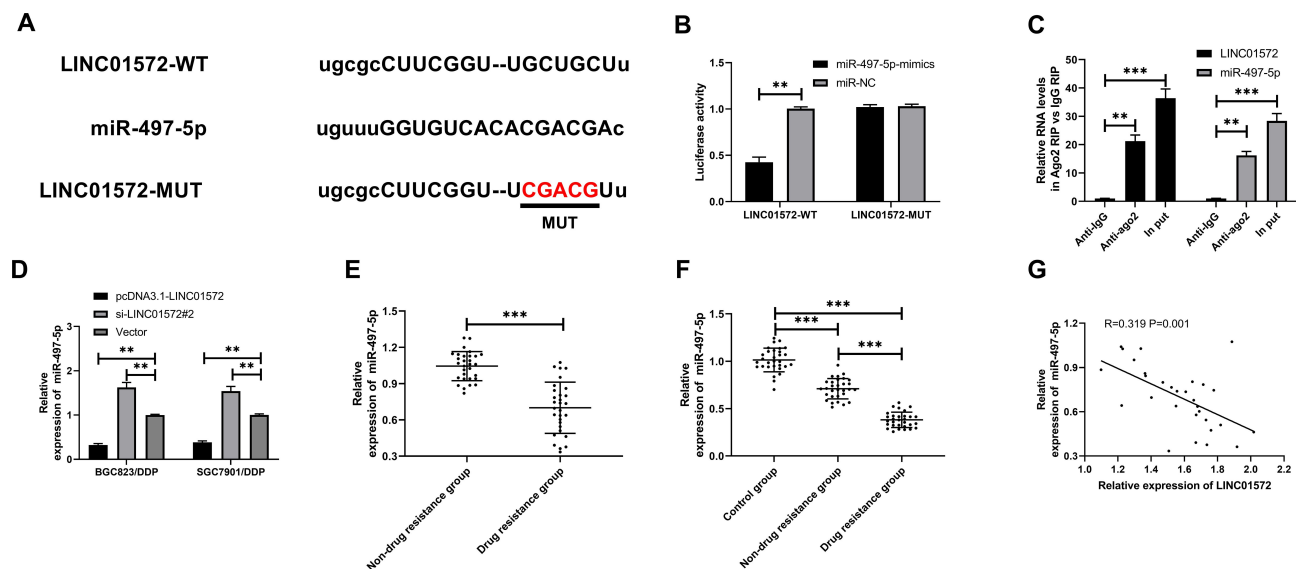 A
LINC01572-WT ugcgcCUUCGGU--UGCUGCUu
miR-497-5p uguuuGGUGUCACACGACGAc
LINC01572-MUT ugcgcCUUCGGU--UCGACGUu
MUT
B
miR-497-5p-mimics
miR-NC
Luciferase activity
1.5
1.0
0.5
0.0
**
LINC01572-WT LINC01572-MUT
C
LINC01572
miR-497-5p
Relative RNA levels
in Ago2 RIP vs IgG RIP
50
40
30
20
10
0
***
**
***
**
Anti-IgG Anti-ago2 In put Anti-IgG Anti-ago2 In put
D
pcDNA3.1-LINC01572
si-LINC01572#2
Vector
Relative
expression of miR-497-5p
3
2
1
0
**
**
**
**
BGC823/DDP SGC7901/DDP
E
Relative
expression of miR-497-5p
1.5
1.2
0.9
0.6
0.3
***
Non-drug resistance group Drug resistance group
F
Relative
expression of miR-497-5p
1.5
1.0
0.5
0.0
***
***
***
Control group Non-drug resistance group Drug resistance group
G
R=0.319 P=0.001
Relative
expression of miR-497-5p
1.2
0.9
0.6
0.3
1.0 1.2 1.4 1.6 1.8 2.0 2.2
Relative expression of LINC01572